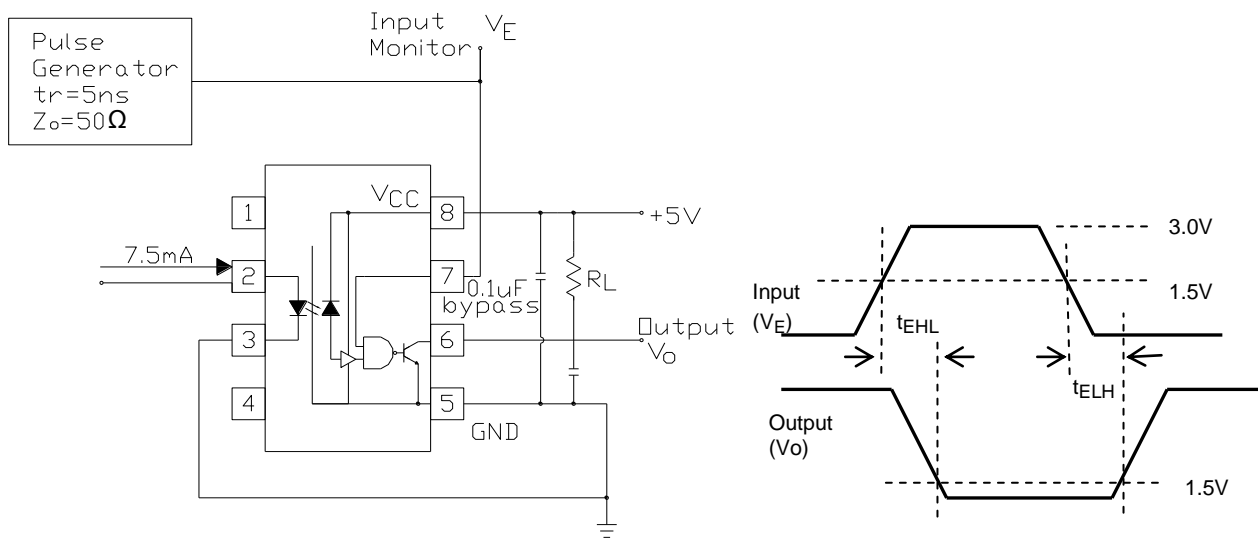 Pulse
Generator
tr=5ns
Zo=50Ω
Input
Monitor
VE
7.5mA
1
2
3
4
VCC
8
7
6
5
GND
+5V
0.1uF
bypass
RL
Output
Vo
Input
(VE)
3.0V
1.5V
tEHL
tELH
Output
(Vo)
1.5V